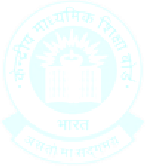 केन्द्रीय माध्यमिक शिक्षा बोर्ड
भारत
असतो मा सद्गमय